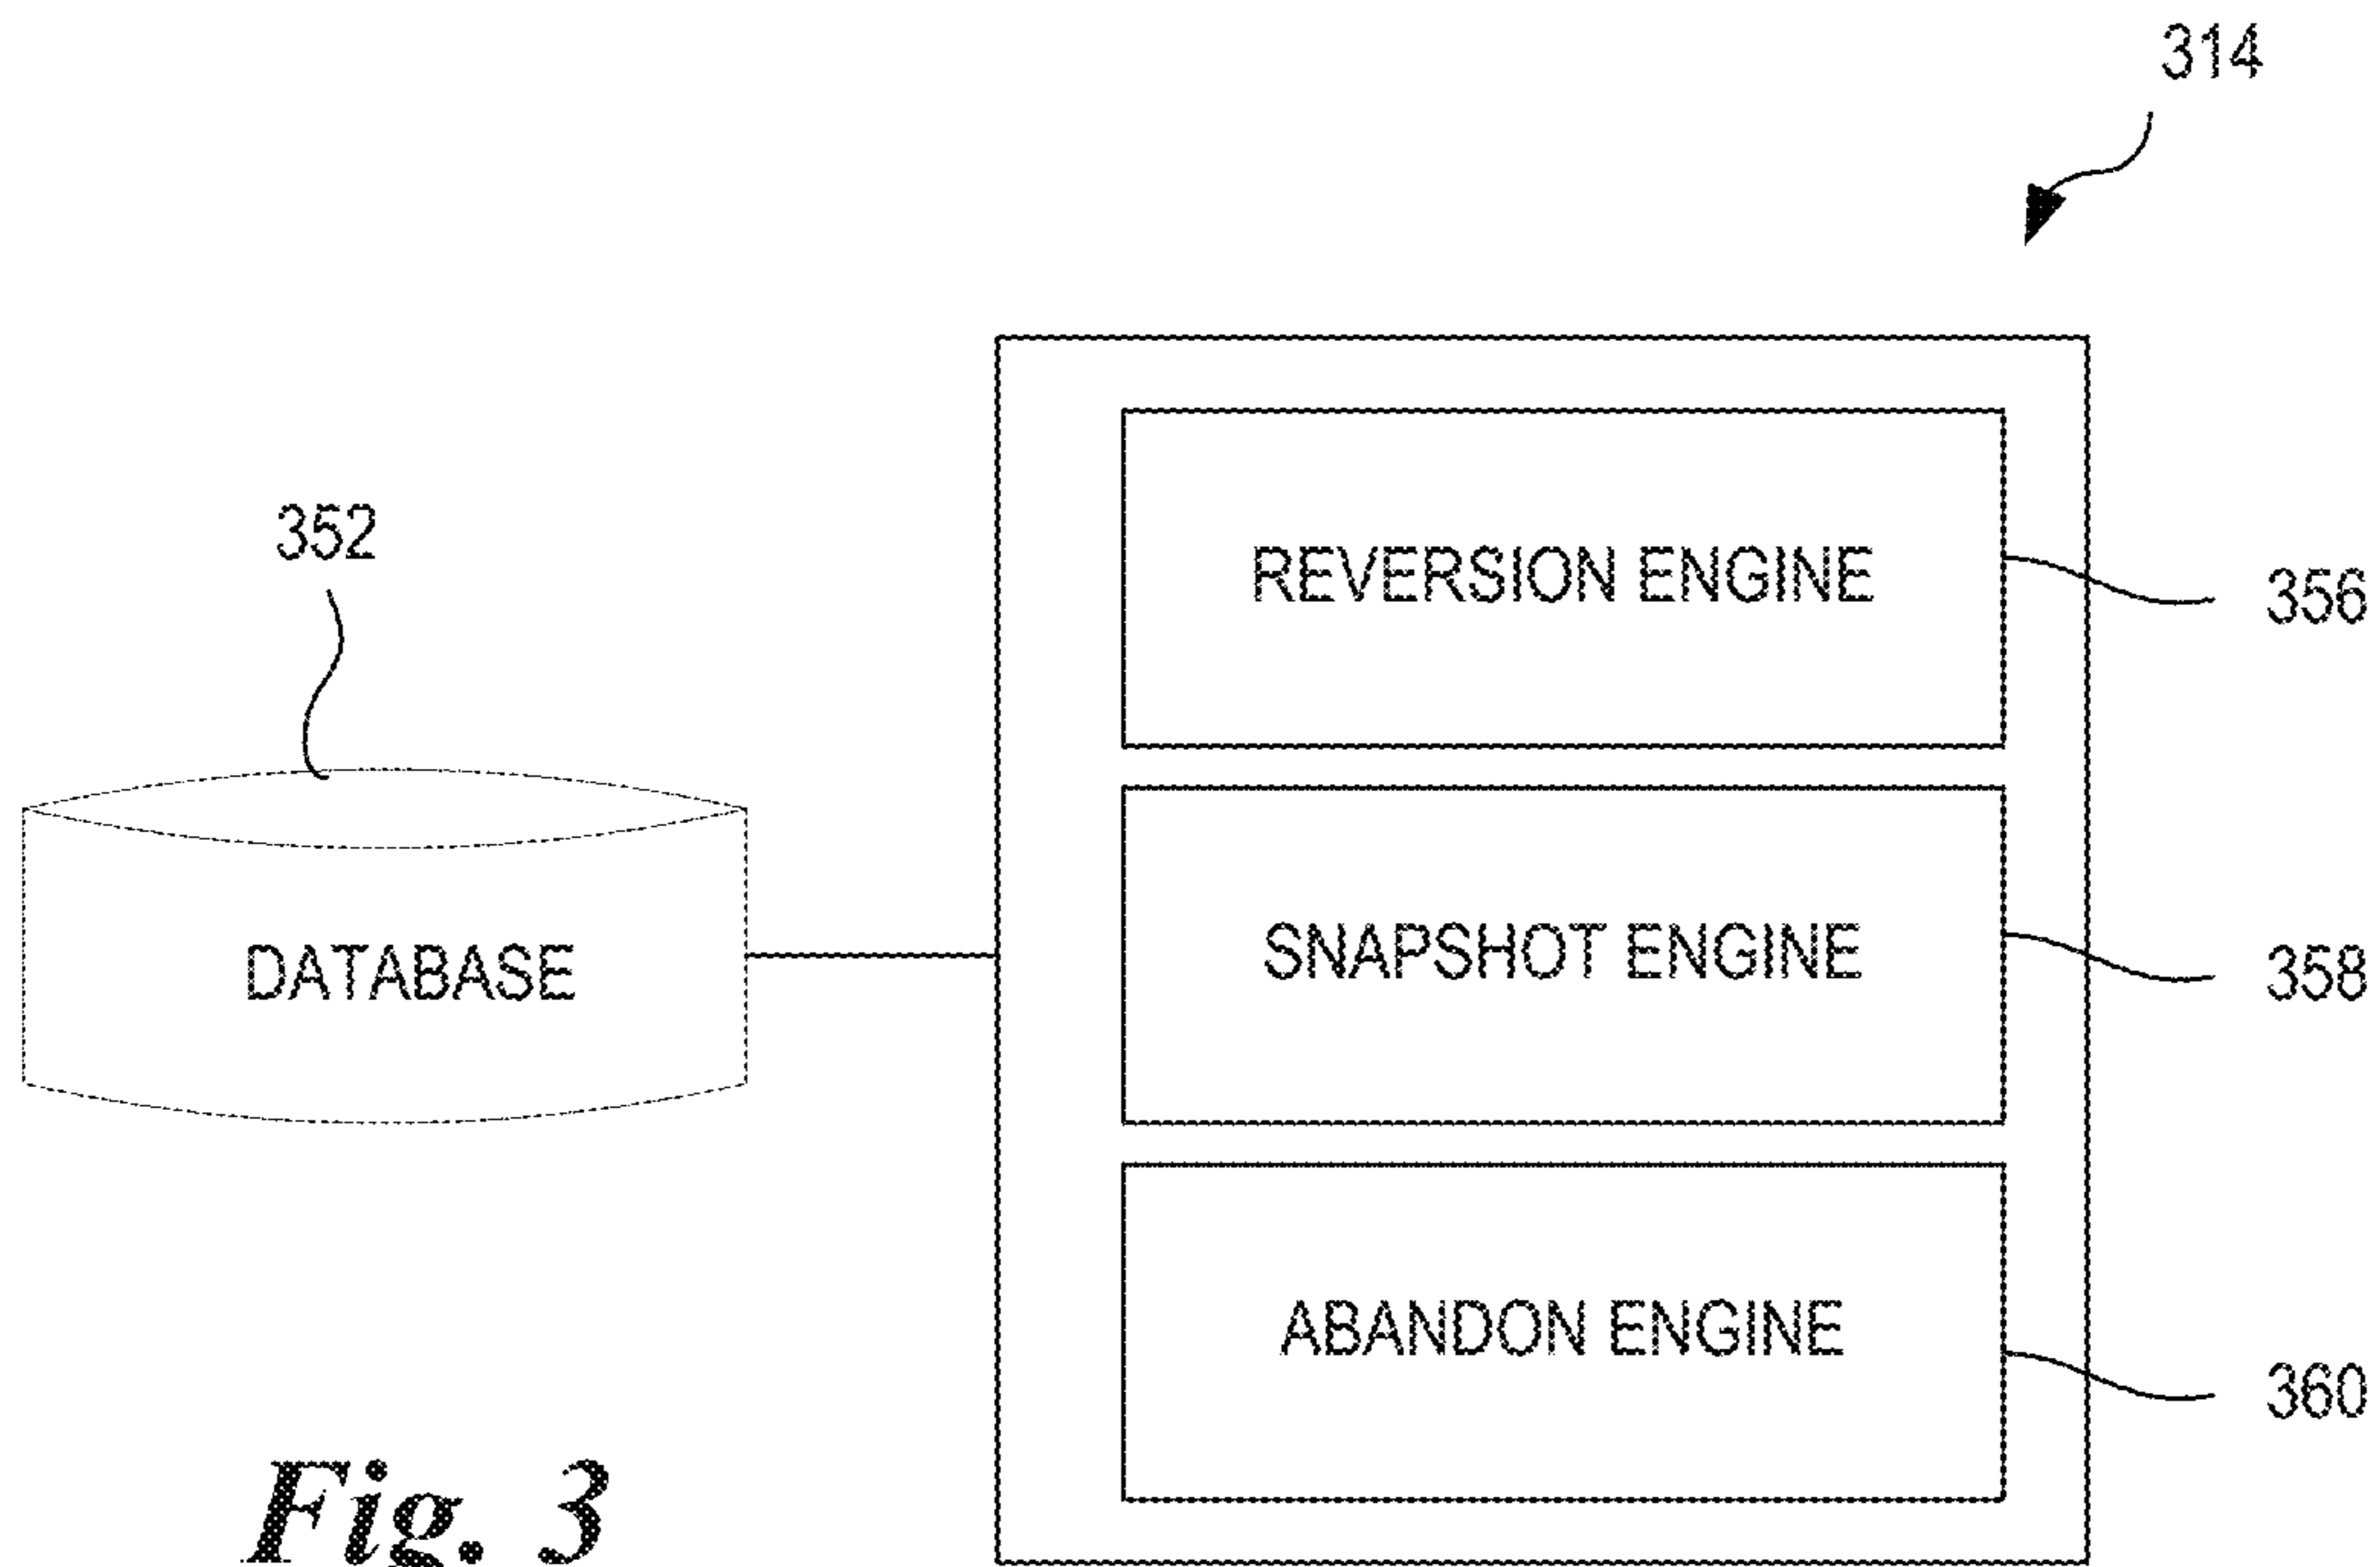 314
352
REVERSION ENGINE
356
DATABASE
SNAPSHOT ENGINE
358
ABANDON ENGINE
360
Fig. 3